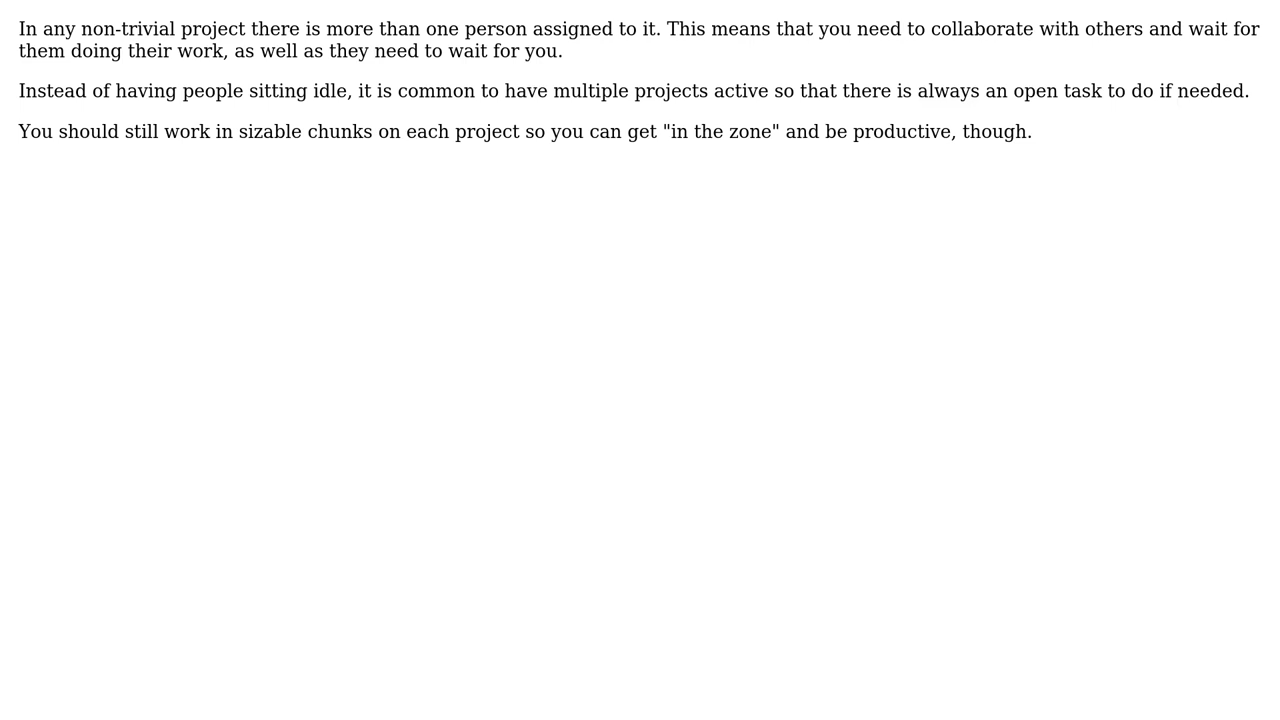 In any non-trivial project there is more than one person assigned to it. This means that you need to collaborate with others and wait for
them doing their work, as well as they need to wait for you.
Instead of having people sitting idle, it is common to have multiple projects active so that there is always an open task to do if needed.
You should still work in sizable chunks on each project so you can get "in the zone" and be productive, though.